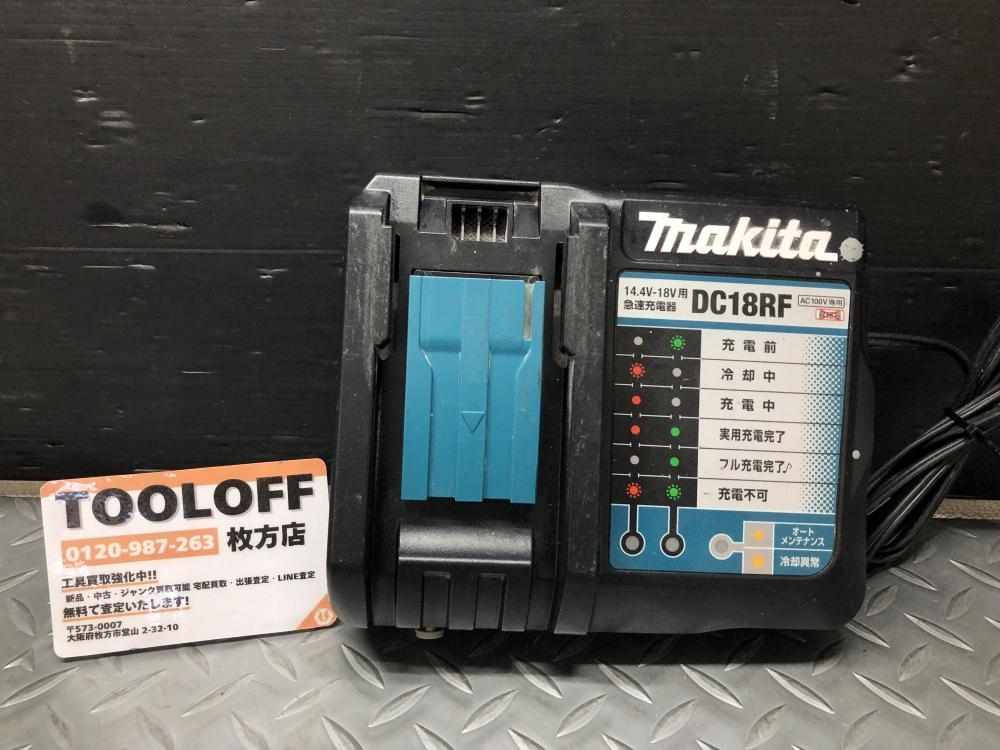 makita
14.4V-18V用
急速充電器 DC18RF
AC100V専用
充電前
冷却中
充電中
実用充電完了
フル充電完了♪
充電不可
オート
メンテナンス
冷却異常
TOOLOFF
0120-987-263 枚方店
工具買取強化中!!
新品・中古・ジャンク買取可能 宅配買取・出張査定・LINE査定
無料で査定いたします!
〒573-0007
大阪府枚方市堂山 2-32-10